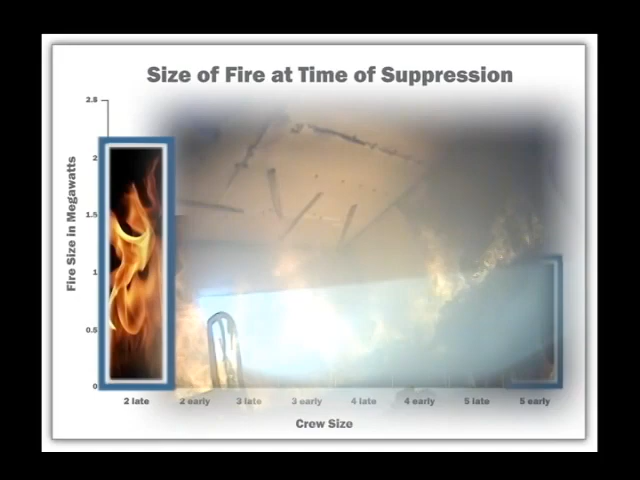 Size of Fire at Time of Suppression
Fire Size in Megawatts
2.5
2
1.5
1
0.5
0
2 late 2 early 3 late 3 early 4 late 4 early 5 late 5 early
Crew Size